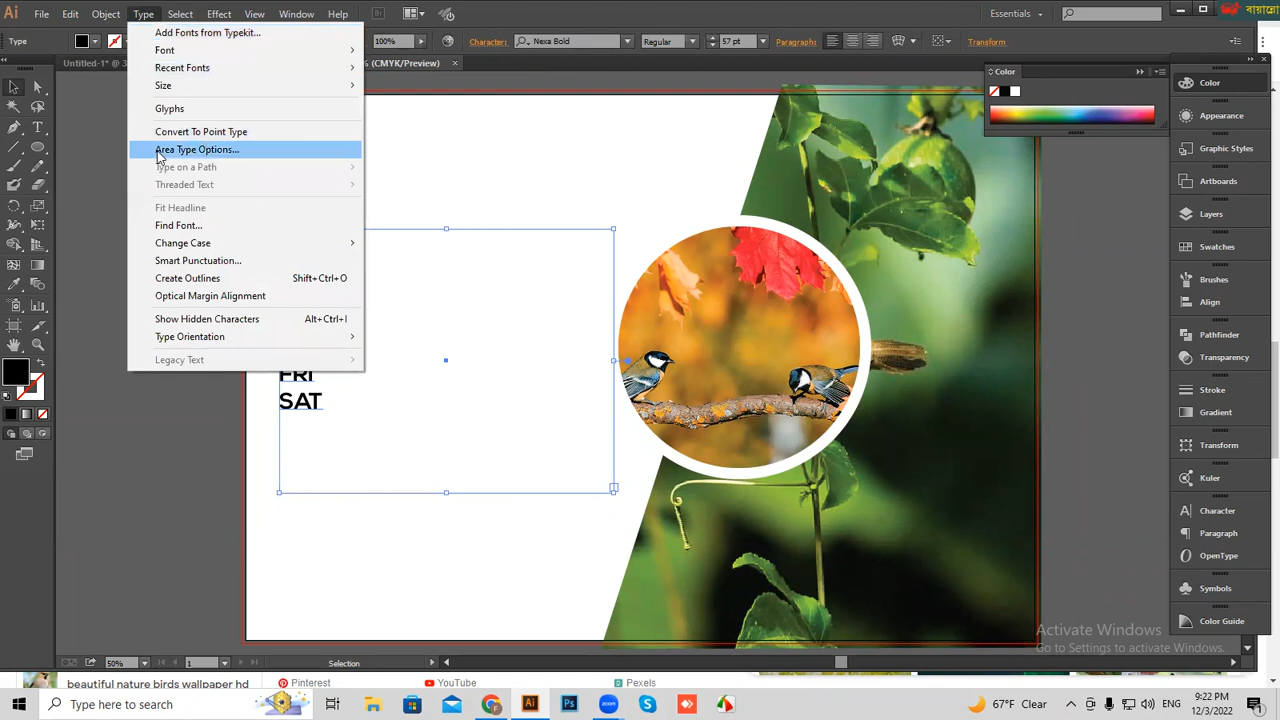 Ai File Edit Object Type Select Effect View Window Help Br Essentials বায়ান্নো
Type 100% Character: Nexa Bold Regular 57 pt Paragraph: Transform
Untitled-1* @ 3 % (CMYK/Preview)
Add Fonts from Typekit...
Font
Recent Fonts
Size
Glyphs
Convert To Point Type
Area Type Options...
Type on a Path
Threaded Text
Fit Headline
Find Font...
Change Case
Smart Punctuation...
Create Outlines Shift+Ctrl+O
Optical Margin Alignment
Show Hidden Characters Alt+Ctrl+I
Type Orientation
Legacy Text
FRI
SAT
Color
Color
Appearance
Graphic Styles
Artboards
Layers
Swatches
Brushes
Align
Pathfinder
Transparency
Stroke
Gradient
Transform
Kuler
Character
Paragraph
OpenType
Symbols
Color Guide
Activate Windows
Go to Settings to activate Windows.
50% 1 Selection
beautiful nature birds wallpaper hd Pinterest YouTube Pexels
Type here to search Ai Ps zoom 67°F Clear 9:22 PM
12/3/2022